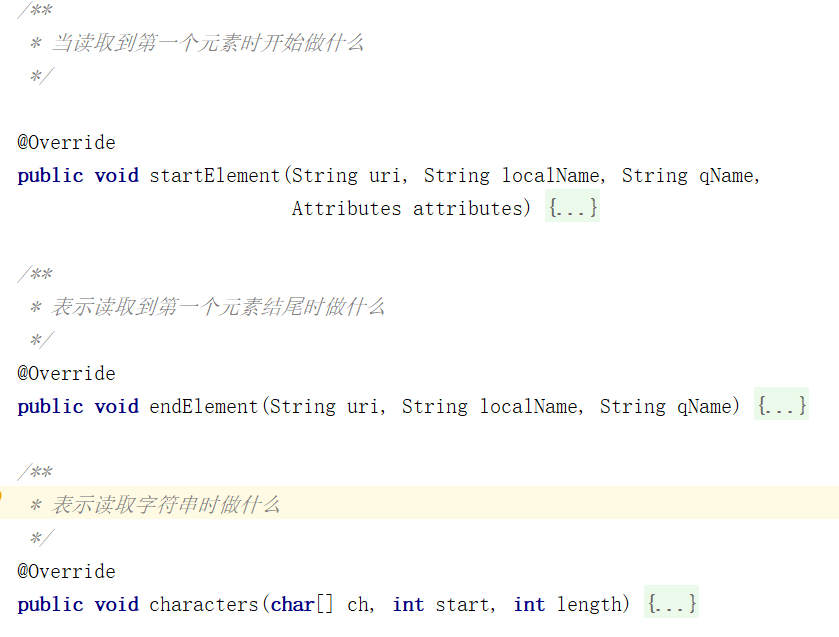 /**
* 当读取到第一个元素时开始做什么
*/
@Override
public void startElement(String uri, String localName, String qName,
Attributes attributes) {...}
/**
* 表示读取到第一个元素结尾时做什么
*/
@Override
public void endElement(String uri, String localName, String qName) {...}
/**
* 表示读取字符串时做什么
*/
@Override
public void characters(char[] ch, int start, int length) {...}